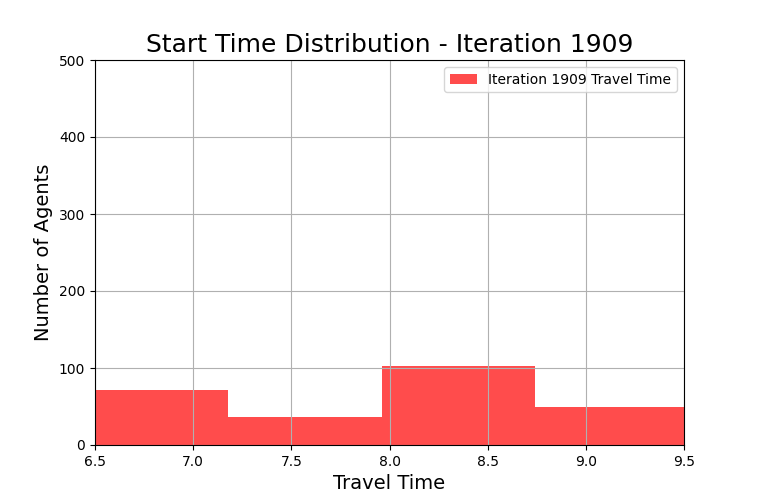 Start Time Distribution - Iteration 1909
500
Iteration 1909 Travel Time
400
300
200
100
0
Number of Agents
6.5 7.0 7.5 8.0 8.5 9.0 9.5
Travel Time